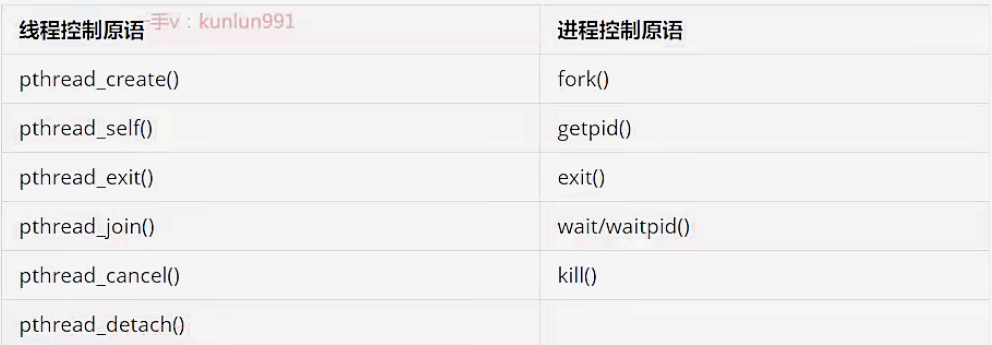 线程控制原语 一手v：kunlun991 进程控制原语
pthread_create() fork()
pthread_self() getpid()
pthread_exit() exit()
pthread_join() wait/waitpid()
pthread_cancel() kill()
pthread_detach()